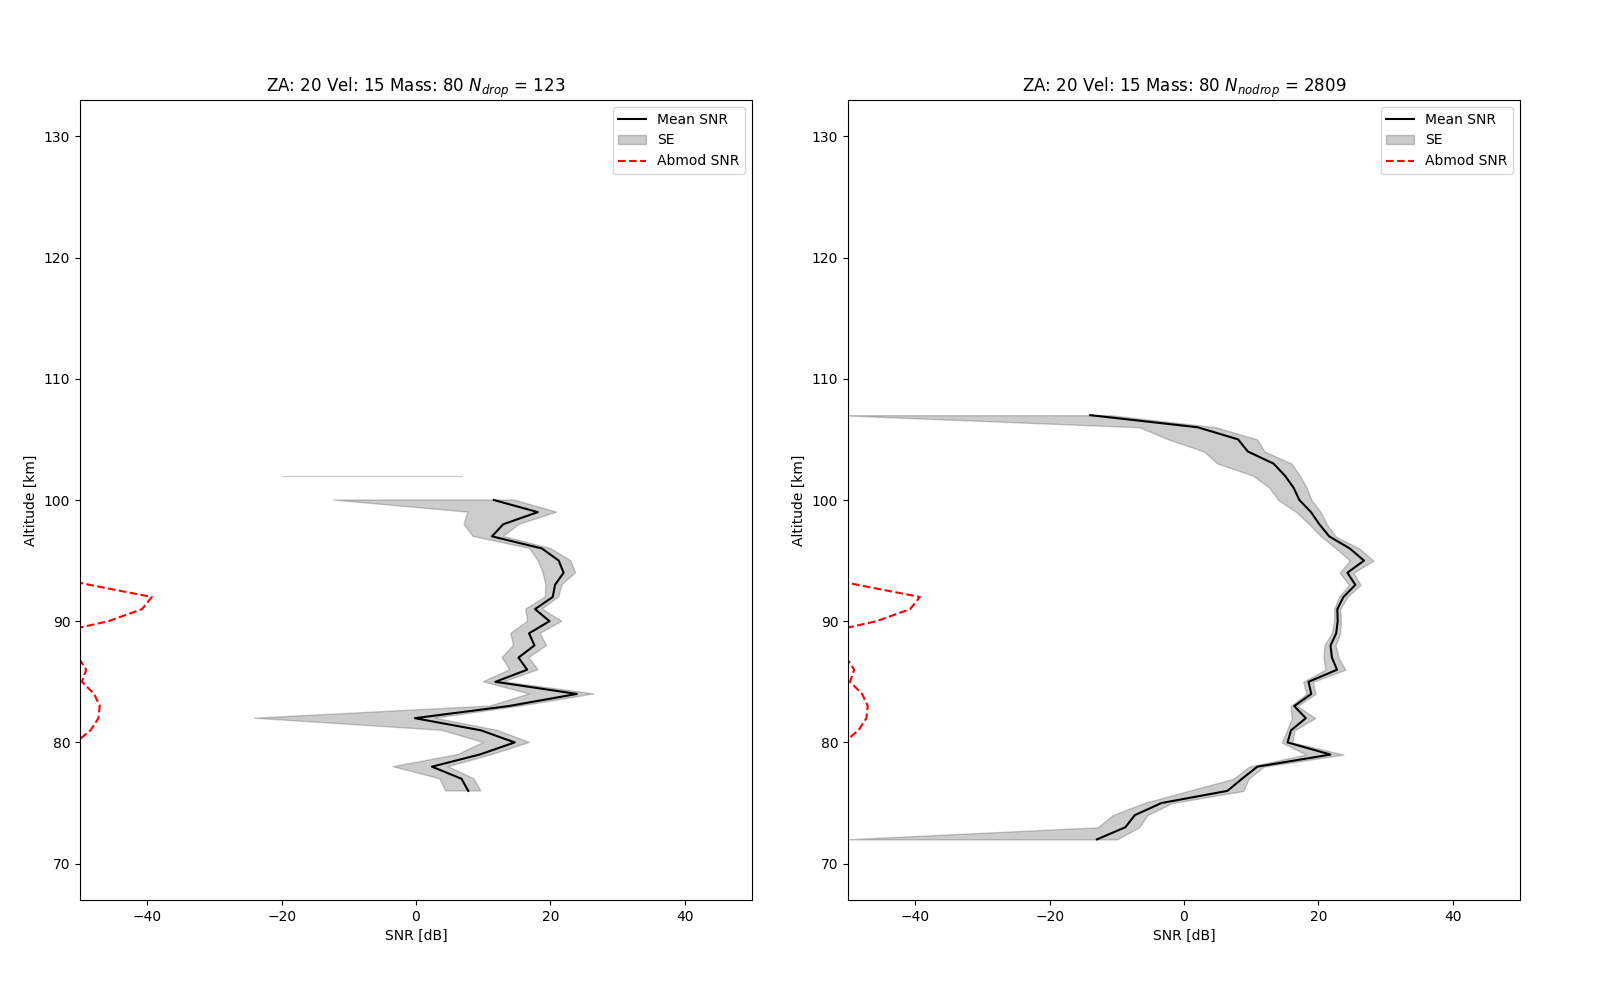 ZA: 20 Vel: 15 Mass: 80 N_drop = 123
Mean SNR
SE
Abmod SNR
130
120
110
100
90
80
70
Altitude [km]
−40
−20
0
20
40
SNR [dB]
ZA: 20 Vel: 15 Mass: 80 N_nodrop = 2809
Mean SNR
SE
Abmod SNR
130
120
110
100
90
80
70
Altitude [km]
−40
−20
0
20
40
SNR [dB]